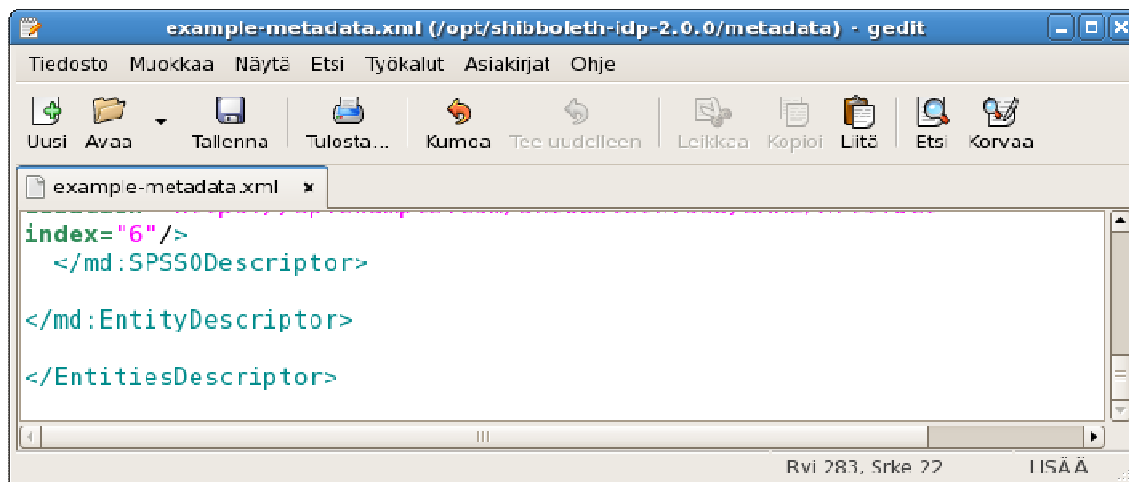 example-metadata.xml (/opt/shibboleth-idp-2.0.0/metadata) - gedit
Tiedosto Muokkaa Näytä Etsi Työkalut Asiakirjat Ohje
Uusi Avaa Tallenna Tulosta... Kumoa Tee uudelleen Leikkaa Kopioi Liitä Etsi Korvaa
example-metadata.xml
index="6"/>
</md:SPSSODescriptor>
</md:EntityDescriptor>
</EntitiesDescriptor>
Rvi 283, Srke 22 LISÄÄ